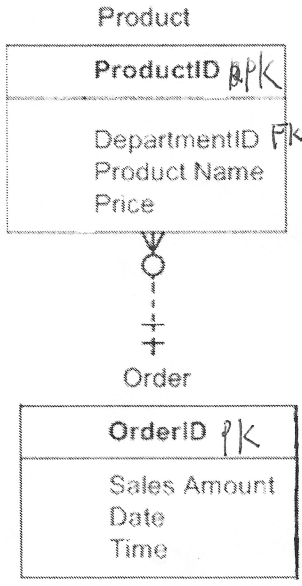 Product
ProductID PK
DepartmentID FK
Product Name
Price
Order
OrderID PK
Sales Amount
Date
Time